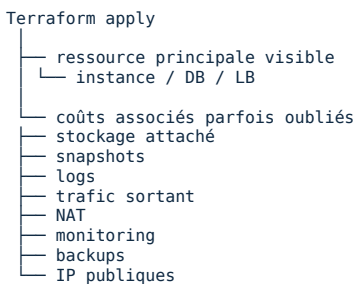 Terraform apply
│
├── ressource principale visible
│ └── instance / DB / LB
│
└── coûts associés parfois oubliés
├── stockage attaché
├── snapshots
├── logs
├── trafic sortant
├── NAT
├── monitoring
├── backups
└── IP publiques